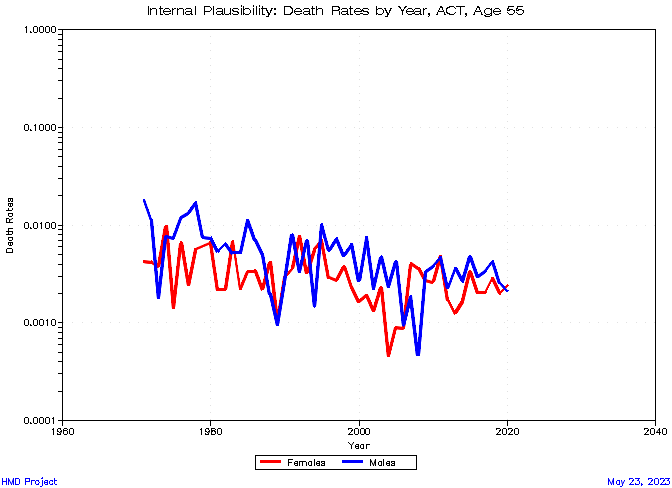 Internal Plausibility: Death Rates by Year, ACT, Age 55
1.0000
0.1000
0.0100
0.0010
0.0001
Death Rates
1960
1980
2000
2020
2040
Year
Females
Males
HMD Project
May 23, 2023